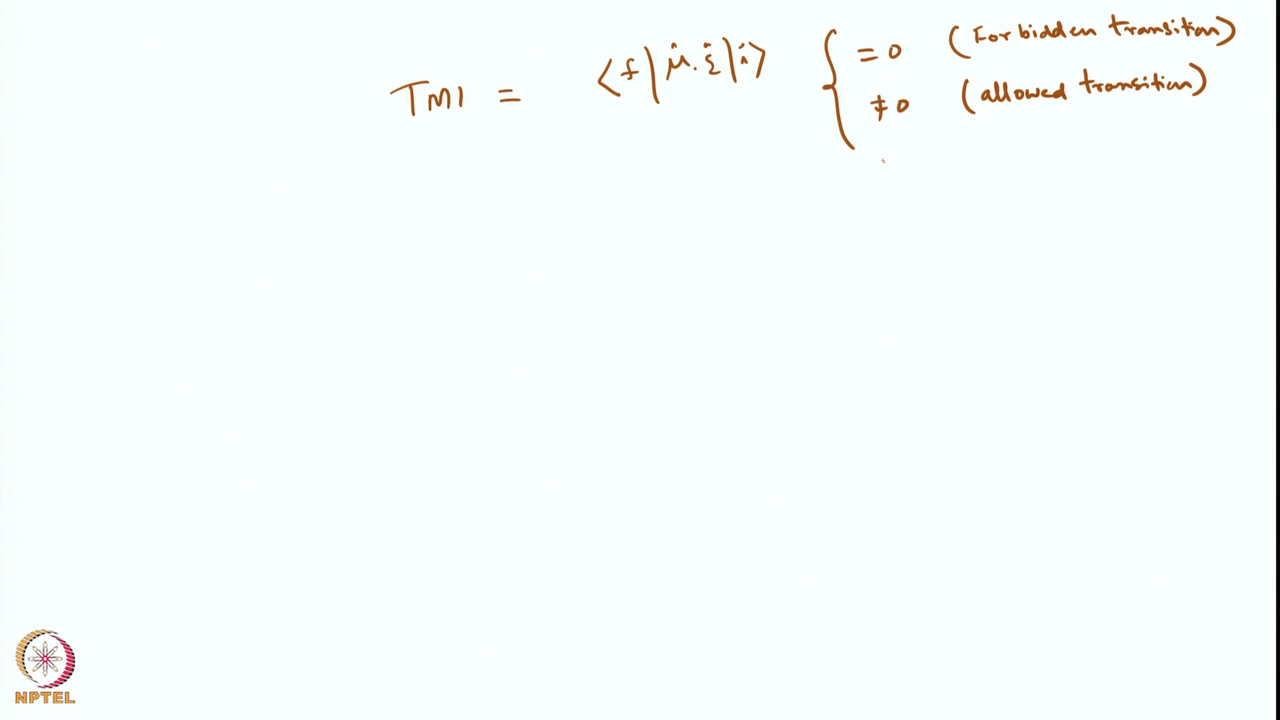 TMI = ⟨f|μ̂.ε̂|i⟩ { = 0 (Forbidden transition)
≠ 0 (allowed transition)
NPTEL